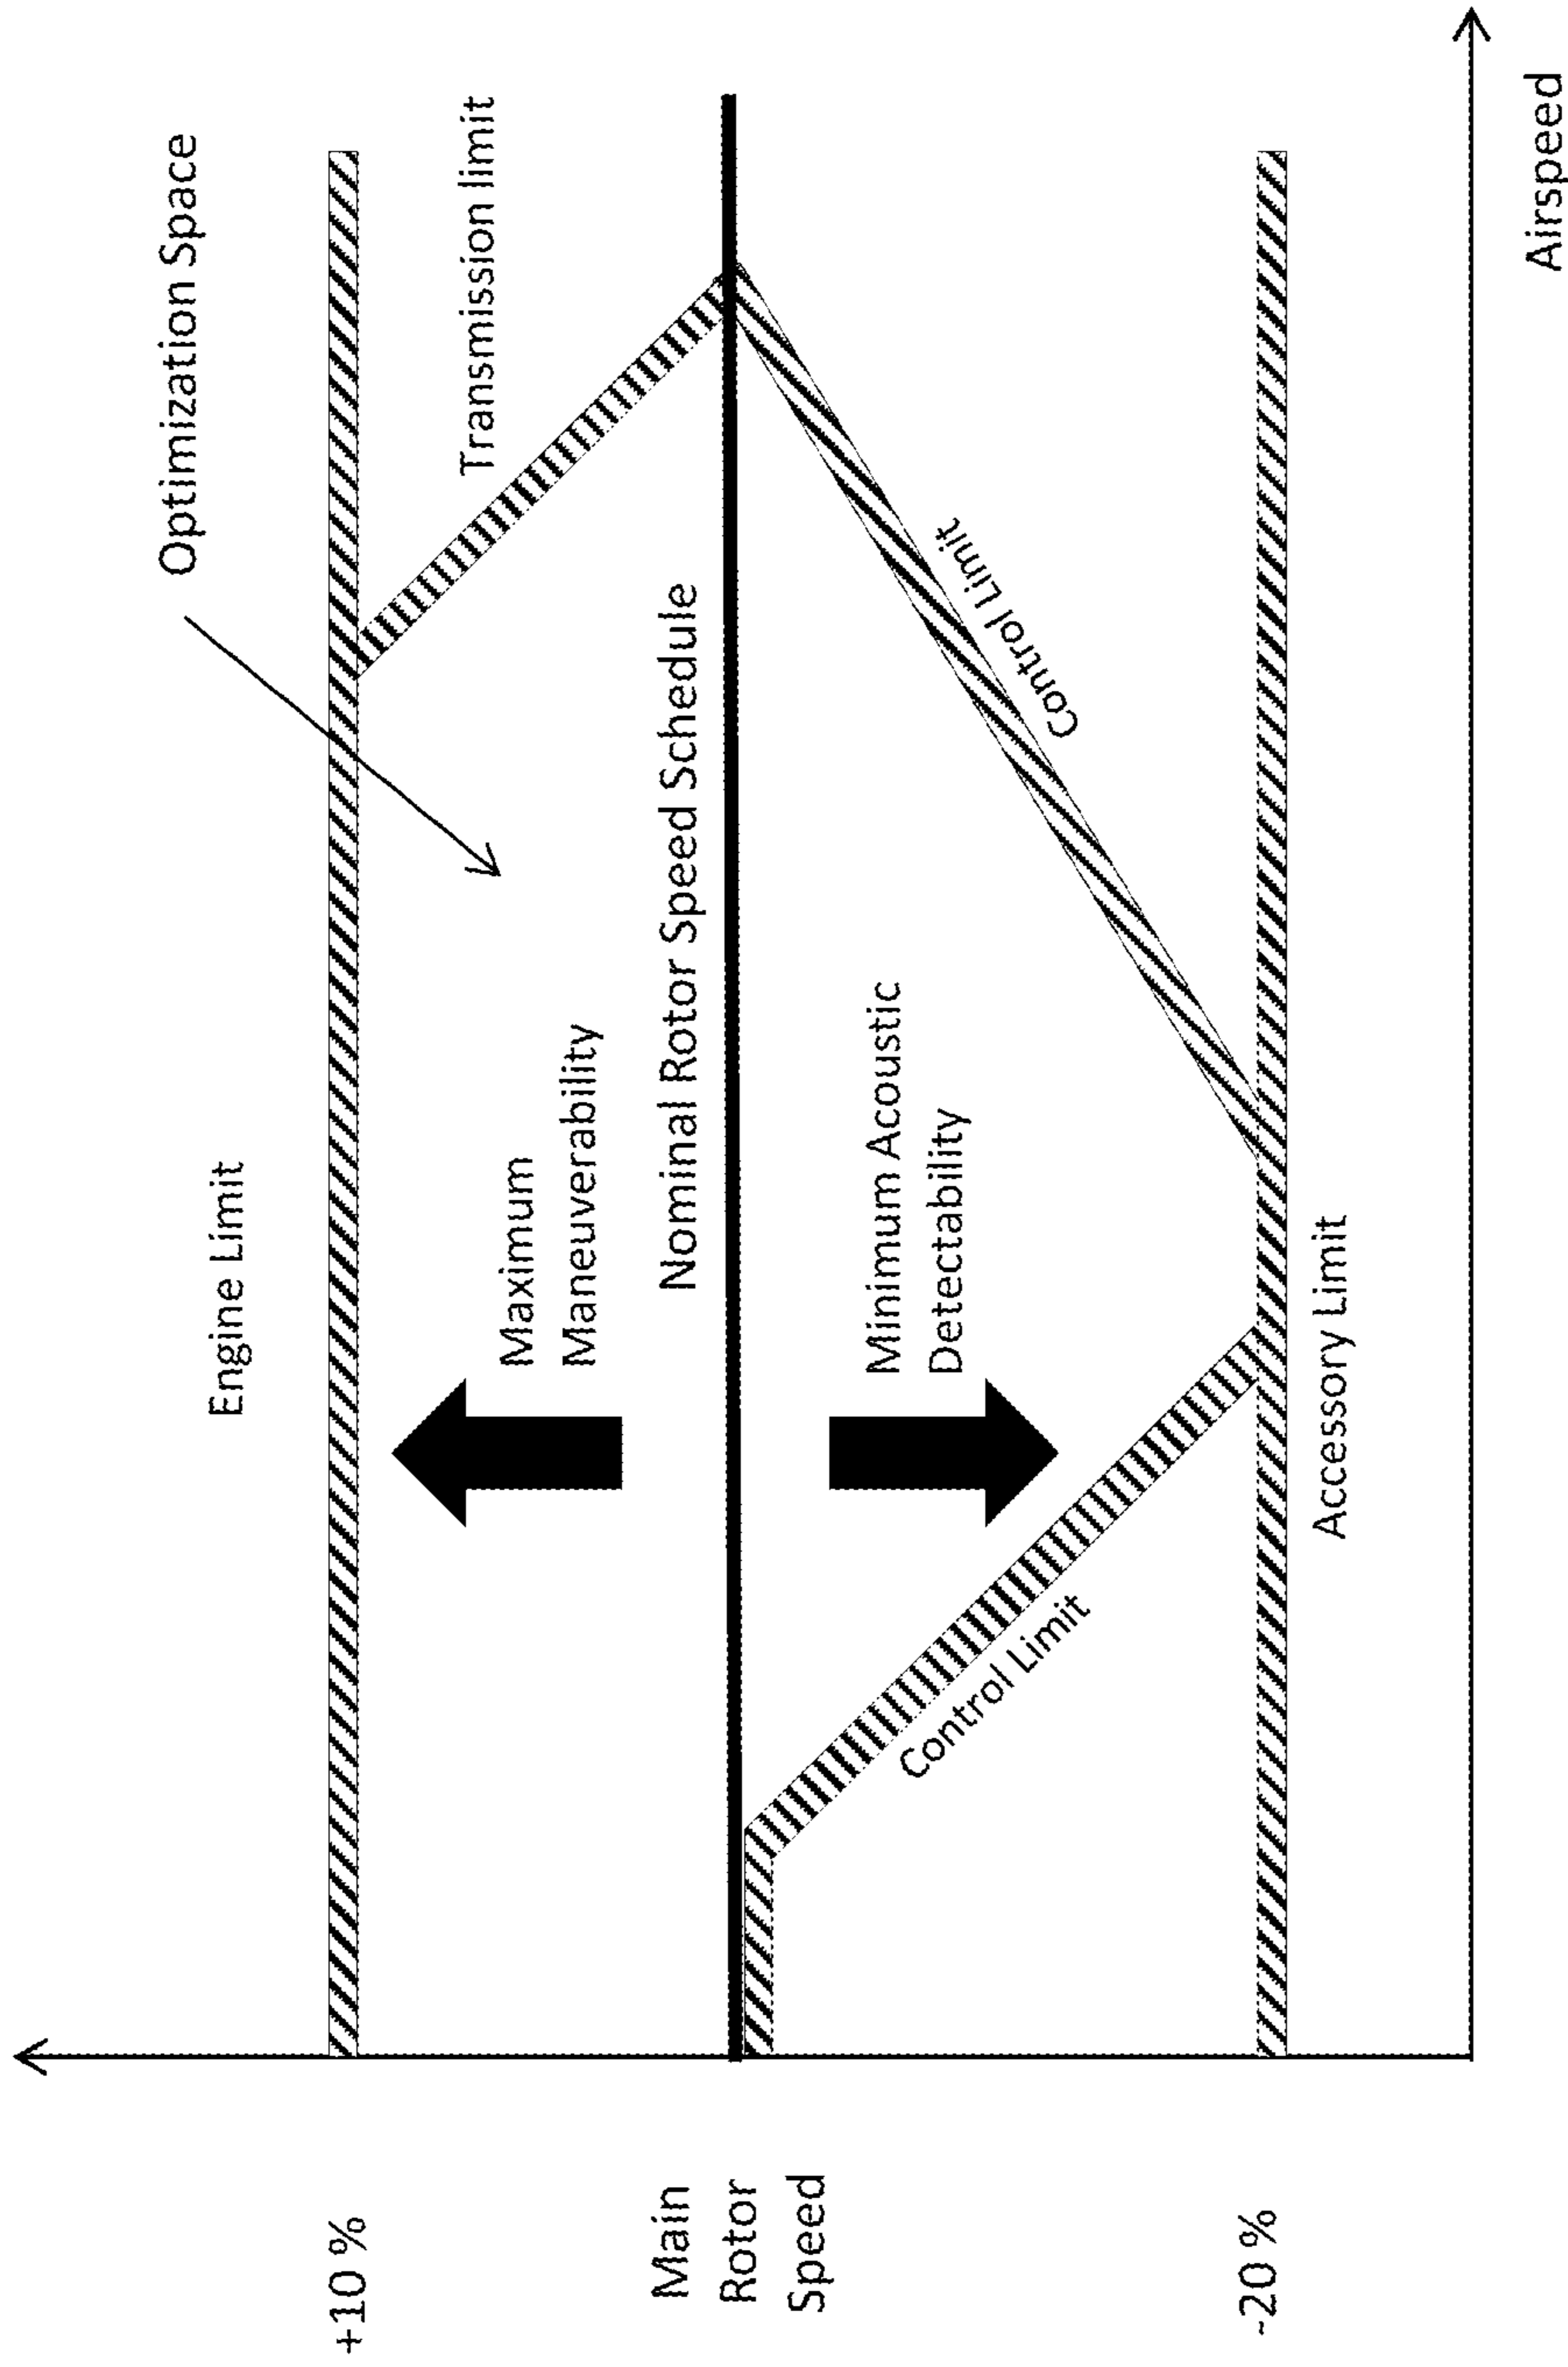 Optimization Space
Engine Limit
+10 %
Transmission limit
Maximum
Maneuverability
Nominal Rotor Speed Schedule
Main
Rotor
Speed
Minimum Acoustic
Detectability
Control Limit
Control Limit
-20 %
Accessory Limit
Airspeed